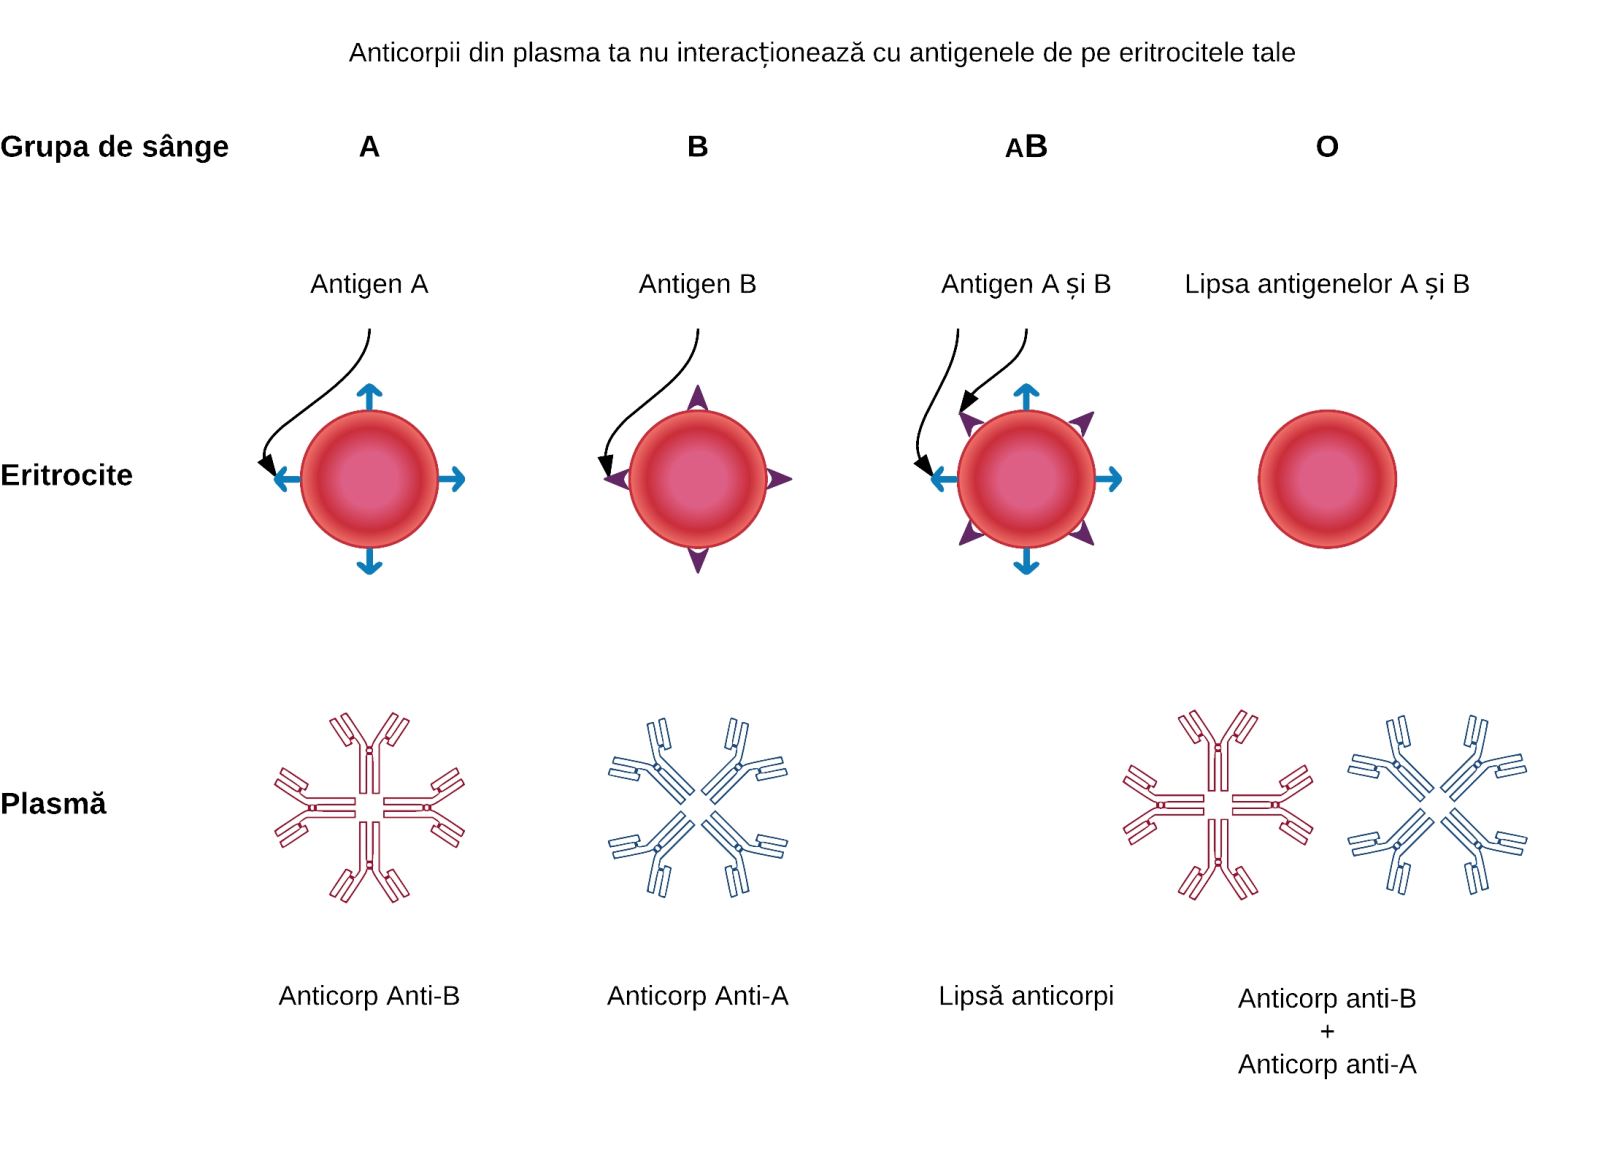 Anticorpii din plasma ta nu interacționează cu antigenele de pe eritrocitele tale
Grupa de sânge A B AB O
Antigen A Antigen B Antigen A și B Lipsa antigenelor A și B
Eritrocite
Plasmă
Anticorp Anti-B Anticorp Anti-A Lipsă anticorpi Anticorp anti-B
+
Anticorp anti-A